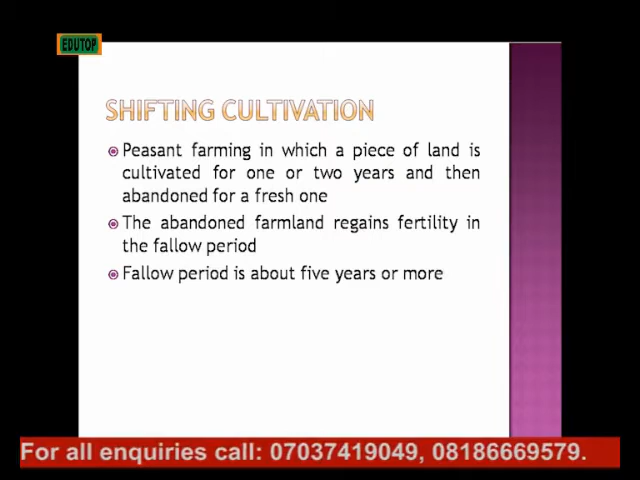 EDUTOP
SHIFTING CULTIVATION
Peasant farming in which a piece of land is
cultivated for one or two years and then
abandoned for a fresh one
The abandoned farmland regains fertility in
the fallow period
Fallow period is about five years or more
For all enquiries call: 07037419049, 08186669579.